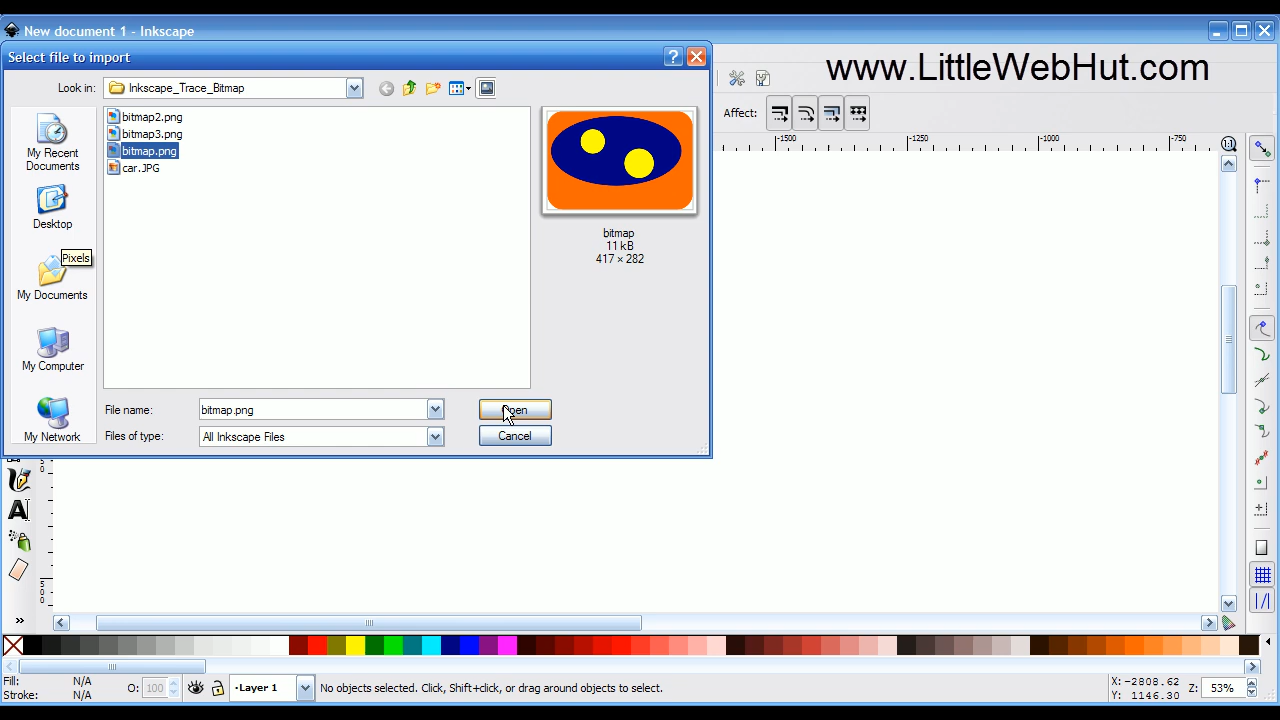 New document 1 - Inkscape
Select file to import
www.LittleWebHut.com
Look in:
Inkscape_Trace_Bitmap
Affect:
bitmap2.png
bitmap3.png
bitmap.png
car.JPG
My Recent
Documents
Desktop
Pixels
My Documents
My Computer
My Network
bitmap
11 kB
417 × 282
-1500
-1250
-1000
-750
File name:
bitmap.png
Open
Files of type:
All Inkscape Files
Cancel
Fill:
N/A
Stroke:
N/A
O:
100
Layer 1
No objects selected. Click, Shift+click, or drag around objects to select.
X: -2808.62
Y: 1146.30
Z:
53%